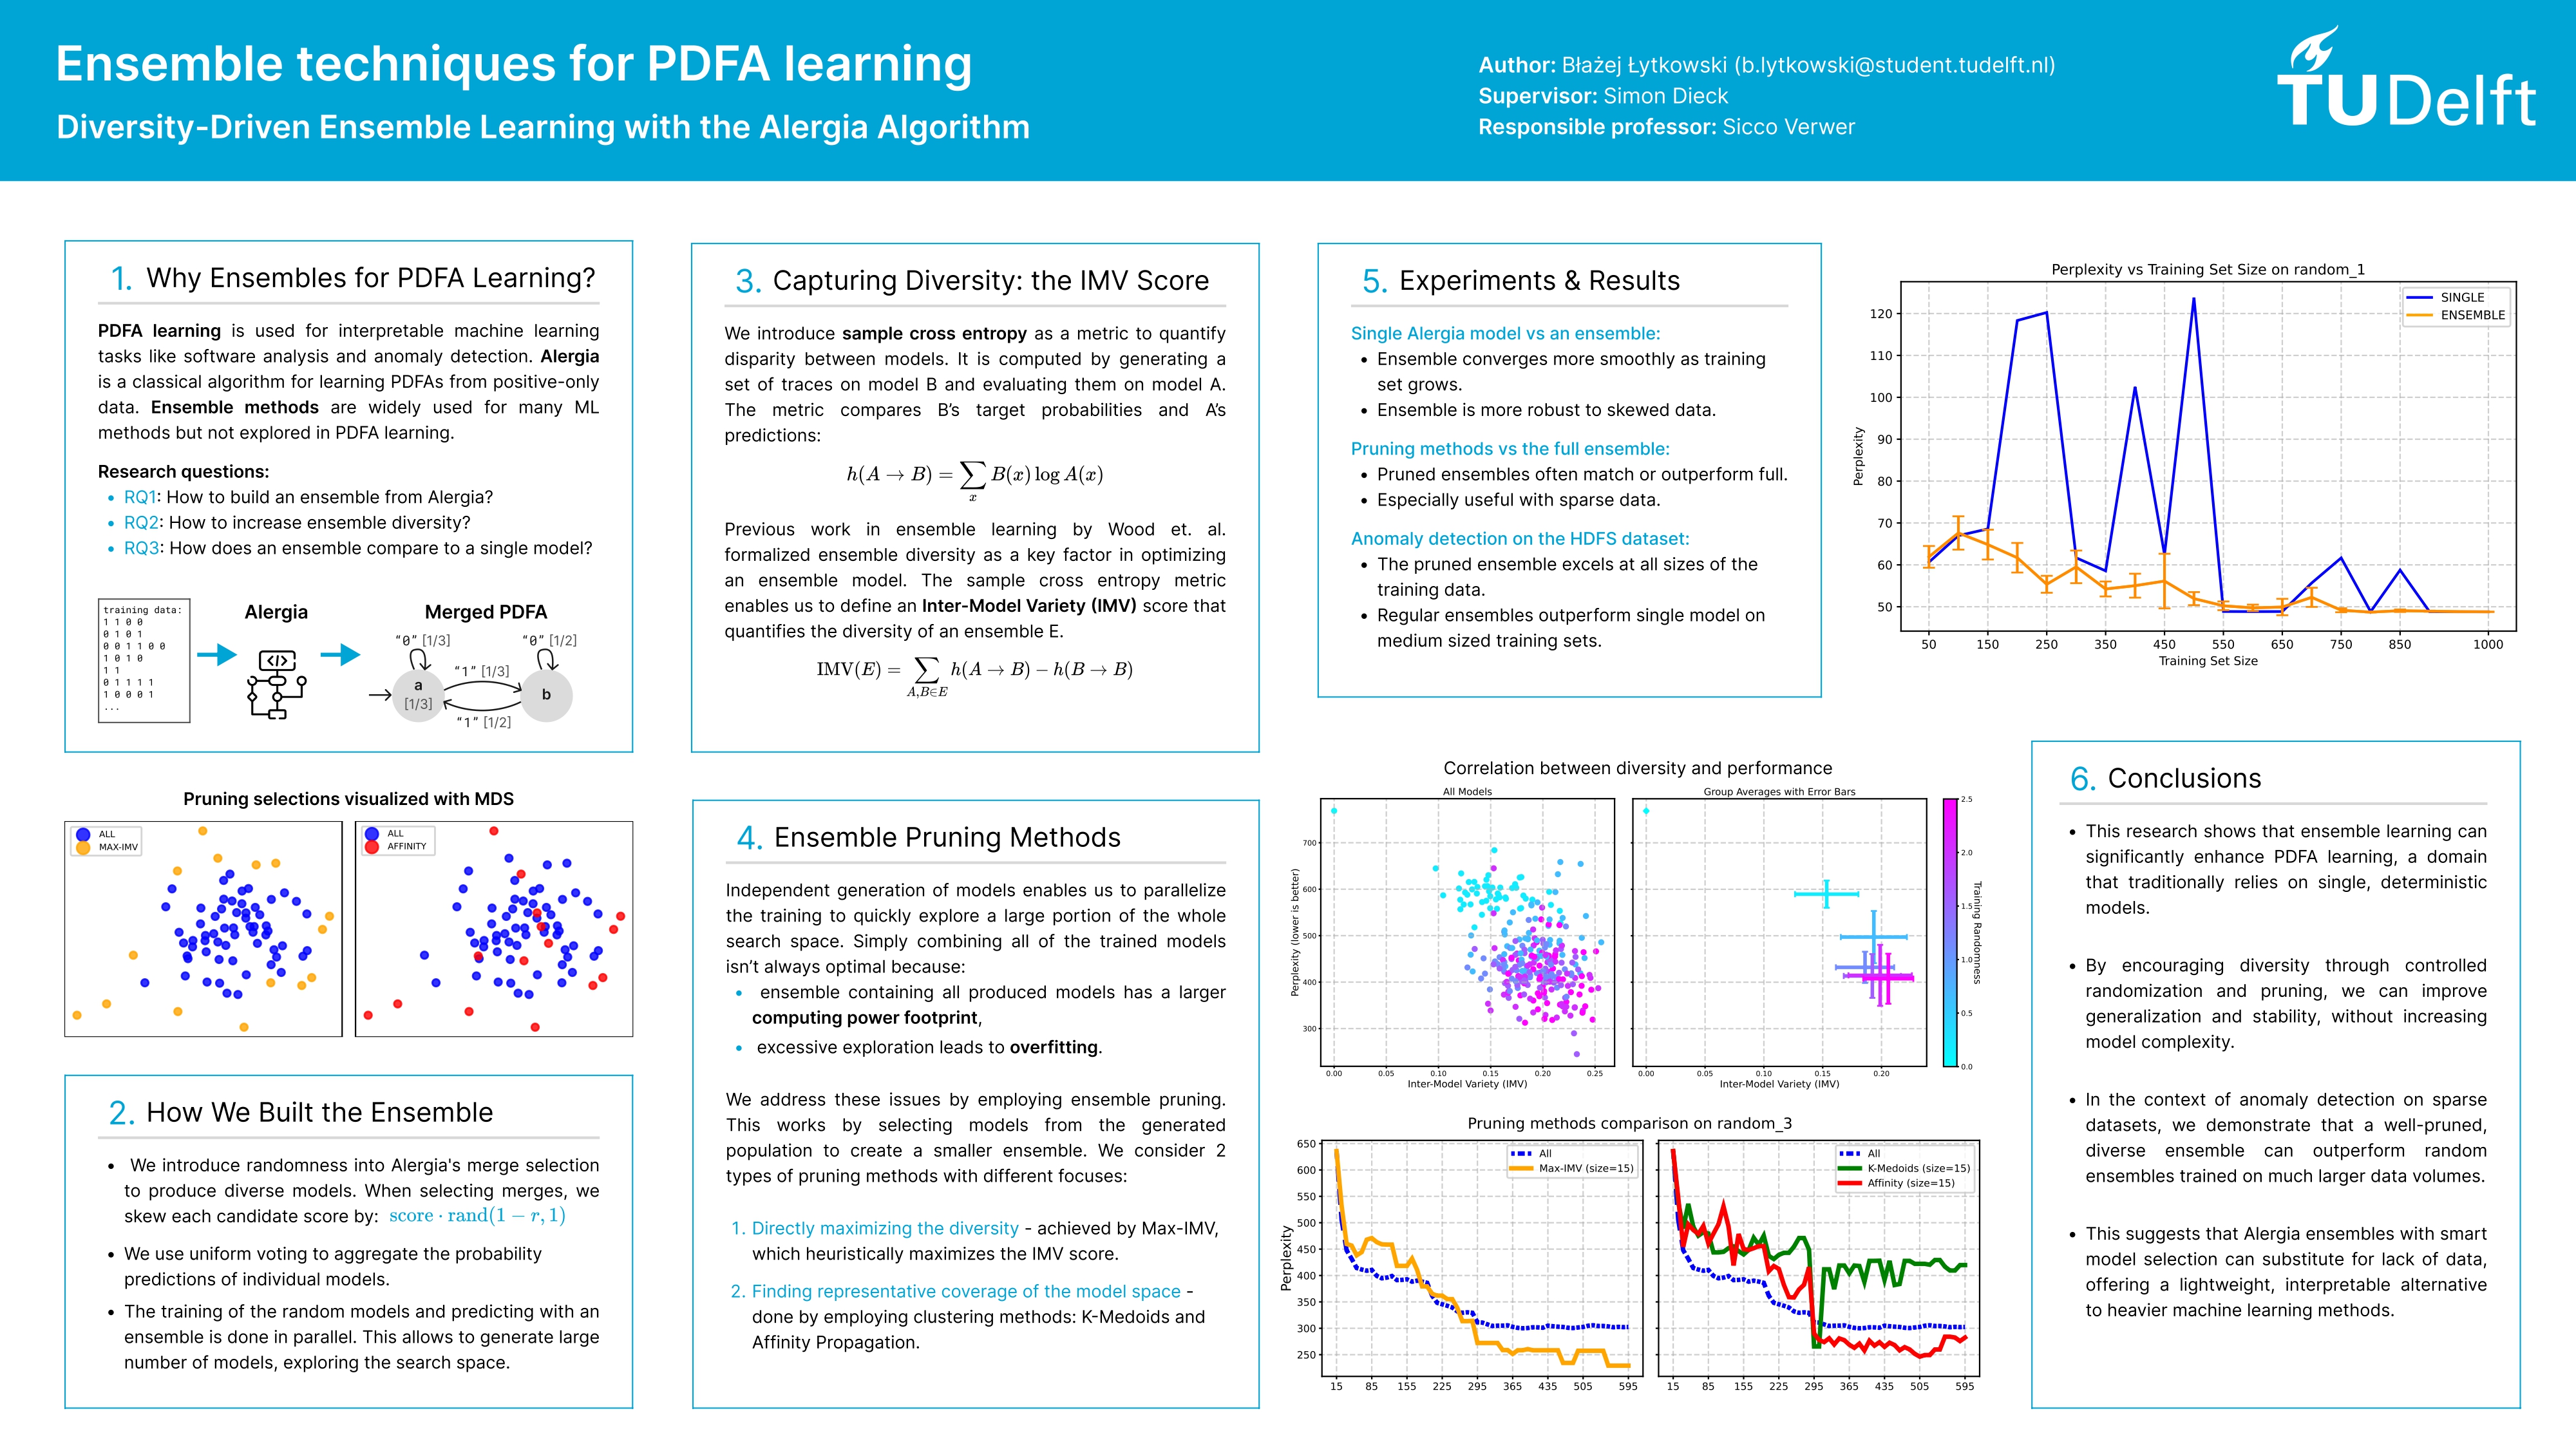 Ensemble techniques for PDFA learning
Diversity-Driven Ensemble Learning with the Alergia Algorithm
Author: Błażej Łytkowski (b.lytkowski@student.tudelft.nl)
Supervisor: Simon Dieck
Responsible professor: Sicco Verwer
TUDelft
1. Why Ensembles for PDFA Learning?
PDFA learning is used for interpretable machine learning
tasks like software analysis and anomaly detection. Alergia
is a classical algorithm for learning PDFAs from positive-only
data. Ensemble methods are widely used for many ML
methods but not explored in PDFA learning.
Research questions:
• RQ1: How to build an ensemble from Alergia?
• RQ2: How to increase ensemble diversity?
• RQ3: How does an ensemble compare to a single model?
training data:
1 1 0 0
0 1 0 1
0 0 1 1 0 0
1 0 1 0
1 1
0 1 1 1 1
1 0 0 0 1
...
Alergia
</>
Merged PDFA
"0" [1/3]
"0" [1/2]
"1" [1/3]
a
[1/3]
b
"1" [1/2]
Pruning selections visualized with MDS
ALL
MAX-IMV
ALL
AFFINITY
2. How We Built the Ensemble
• We introduce randomness into Alergia's merge selection
to produce diverse models. When selecting merges, we
skew each candidate score by: score · rand(1 − r, 1)
• We use uniform voting to aggregate the probability
predictions of individual models.
• The training of the random models and predicting with an
ensemble is done in parallel. This allows to generate large
number of models, exploring the search space.
3. Capturing Diversity: the IMV Score
We introduce sample cross entropy as a metric to quantify
disparity between models. It is computed by generating a
set of traces on model B and evaluating them on model A.
The metric compares B's target probabilities and A's
predictions:
h(A → B) = ∑ₓ B(x) log A(x)
Previous work in ensemble learning by Wood et. al.
formalized ensemble diversity as a key factor in optimizing
an ensemble model. The sample cross entropy metric
enables us to define an Inter-Model Variety (IMV) score that
quantifies the diversity of an ensemble E.
IMV(E) = ∑ h(A → B) − h(B → B)
A,B∈E
4. Ensemble Pruning Methods
Independent generation of models enables us to parallelize
the training to quickly explore a large portion of the whole
search space. Simply combining all of the trained models
isn't always optimal because:
• ensemble containing all produced models has a larger
computing power footprint,
• excessive exploration leads to overfitting.
We address these issues by employing ensemble pruning.
This works by selecting models from the generated
population to create a smaller ensemble. We consider 2
types of pruning methods with different focuses:
1. Directly maximizing the diversity - achieved by Max-IMV,
which heuristically maximizes the IMV score.
2. Finding representative coverage of the model space -
done by employing clustering methods: K-Medoids and
Affinity Propagation.
5. Experiments & Results
Single Alergia model vs an ensemble:
• Ensemble converges more smoothly as training
set grows.
• Ensemble is more robust to skewed data.
Pruning methods vs the full ensemble:
• Pruned ensembles often match or outperform full.
• Especially useful with sparse data.
Anomaly detection on the HDFS dataset:
• The pruned ensemble excels at all sizes of the
training data.
• Regular ensembles outperform single model on
medium sized training sets.
Perplexity vs Training Set Size on random_1
SINGLE
ENSEMBLE
Perplexity
120
110
100
90
80
70
60
50
50 150 250 350 450 550 650 750 850 1000
Training Set Size
Correlation between diversity and performance
All Models
Group Averages with Error Bars
Perplexity (lower is better)
700
600
500
400
300
0.00 0.05 0.10 0.15 0.20 0.25
Inter-Model Variety (IMV)
0.00 0.05 0.10 0.15 0.20
Inter-Model Variety (IMV)
2.5
2.0
1.5
1.0
0.5
0.0
Training Randomness
Pruning methods comparison on random_3
Perplexity
650
600
550
500
450
400
350
300
250
All
Max-IMV (size=15)
15 85 155 225 295 365 435 505 595
All
K-Medoids (size=15)
Affinity (size=15)
15 85 155 225 295 365 435 505 595
6. Conclusions
• This research shows that ensemble learning can
significantly enhance PDFA learning, a domain
that traditionally relies on single, deterministic
models.
• By encouraging diversity through controlled
randomization and pruning, we can improve
generalization and stability, without increasing
model complexity.
• In the context of anomaly detection on sparse
datasets, we demonstrate that a well-pruned,
diverse ensemble can outperform random
ensembles trained on much larger data volumes.
• This suggests that Alergia ensembles with smart
model selection can substitute for lack of data,
offering a lightweight, interpretable alternative
to heavier machine learning methods.